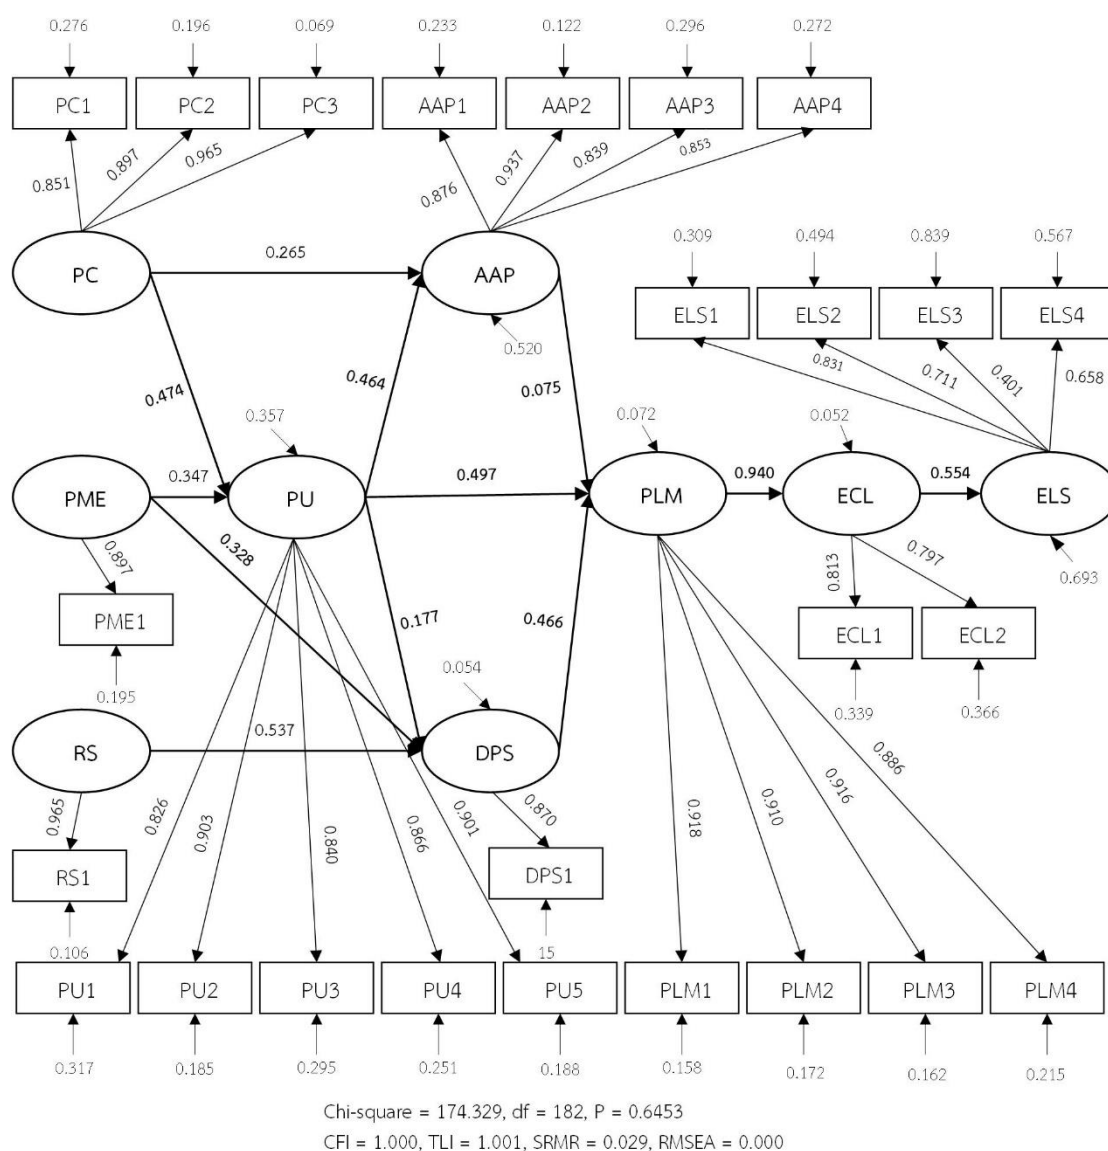 0.276 0.196 0.069 0.233 0.122 0.296 0.272
PC1 PC2 PC3 AAP1 AAP2 AAP3 AAP4
0.851 0.897 0.965 0.876 0.937 0.839 0.853
0.309 0.494 0.839 0.567
PC 0.265 AAP
ELS1 ELS2 ELS3 ELS4
0.520
0.831 0.711 0.401 0.658
0.474 0.464 0.075
0.357 0.072 0.052
PME 0.347 PU 0.497 PLM 0.940 ECL 0.554 ELS
0.897 0.328 0.813 0.797 0.693
PME1 0.177 0.466 ECL1 ECL2
0.195 0.054 0.339 0.366
RS 0.537 DPS
0.965 0.826 0.903 0.840 0.866 0.901 0.870 0.918 0.910 0.916 0.886
RS1 DPS1
0.106 15
PU1 PU2 PU3 PU4 PU5 PLM1 PLM2 PLM3 PLM4
0.317 0.185 0.295 0.251 0.188 0.158 0.172 0.162 0.215
Chi-square = 174.329, df = 182, P = 0.6453
CFI = 1.000, TLI = 1.001, SRMR = 0.029, RMSEA = 0.000